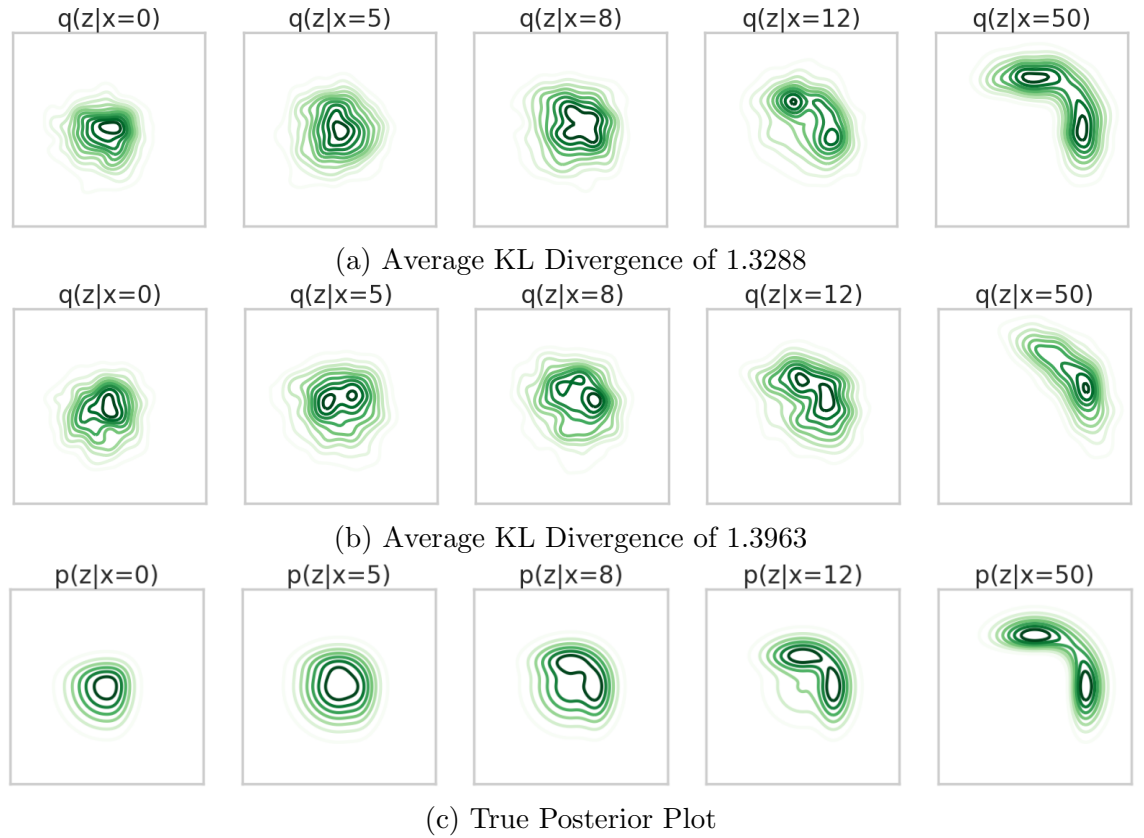 q(z|x=0) q(z|x=5) q(z|x=8) q(z|x=12) q(z|x=50)
(a) Average KL Divergence of 1.3288
q(z|x=0) q(z|x=5) q(z|x=8) q(z|x=12) q(z|x=50)
(b) Average KL Divergence of 1.3963
p(z|x=0) p(z|x=5) p(z|x=8) p(z|x=12) p(z|x=50)
(c) True Posterior Plot